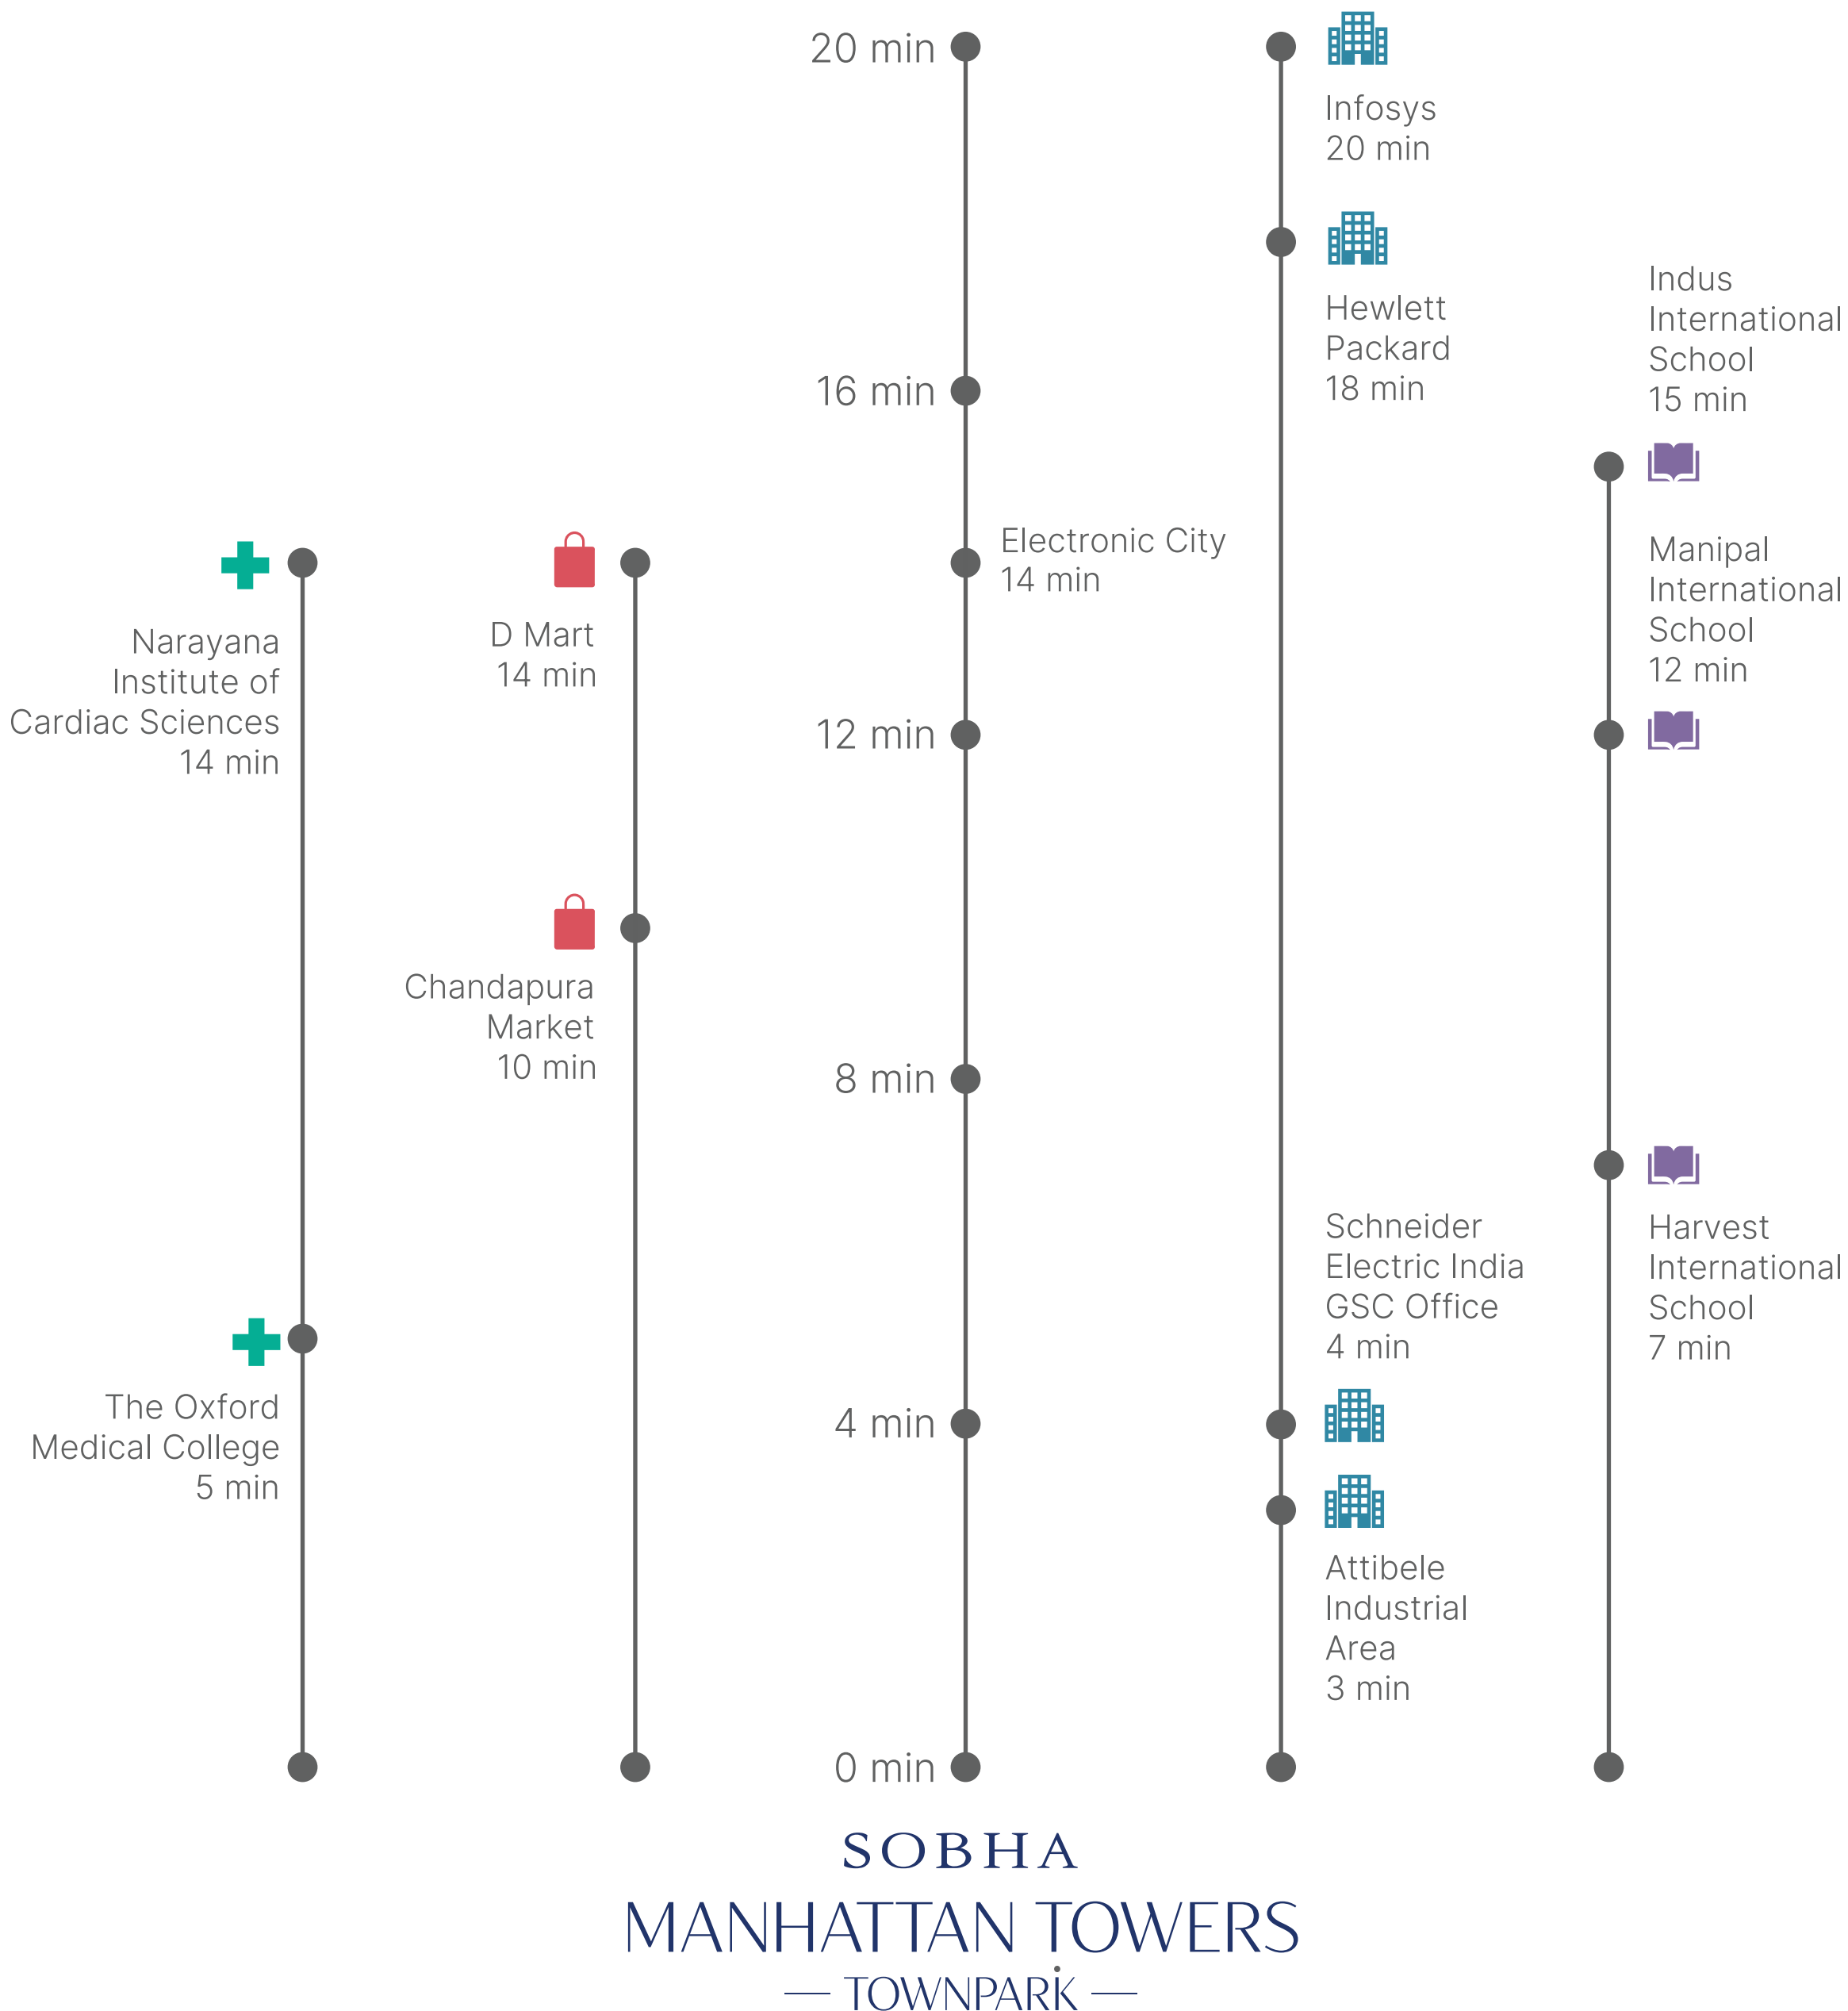 20 min
16 min
12 min
8 min
4 min
0 min
Narayana
Institute of
Cardiac Sciences
14 min
The Oxford
Medical College
5 min
D Mart
14 min
Chandapura
Market
10 min
Electronic City
14 min
Infosys
20 min
Hewlett
Packard
18 min
Schneider
Electric India
GSC Office
4 min
Attibele
Industrial
Area
3 min
Indus
International
School
15 min
Manipal
International
School
12 min
Harvest
International
School
7 min
SOBHA
MANHATTAN TOWERS
TOWNPARK